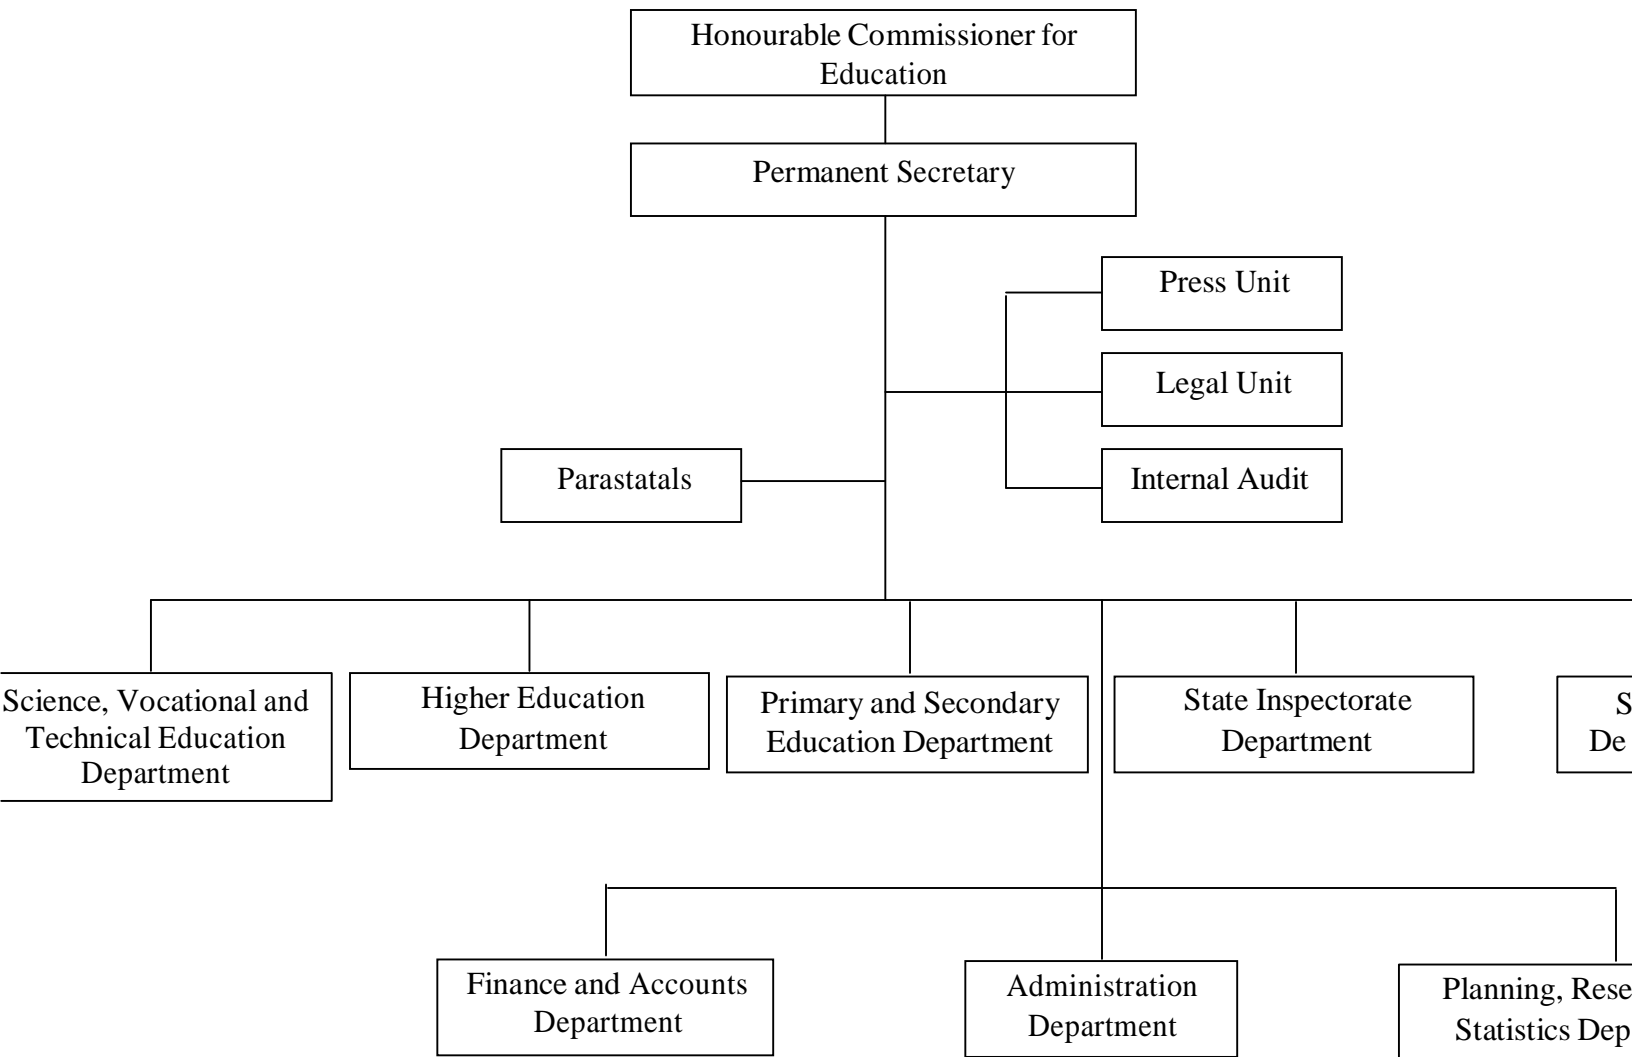 Honourable Commissioner for
Education
Permanent Secretary
Press Unit
Legal Unit
Parastatals
Internal Audit
Science, Vocational and
Technical Education
Department
Higher Education
Department
Primary and Secondary
Education Department
State Inspectorate
Department
S
De
Finance and Accounts
Department
Administration
Department
Planning, Rese
Statistics Dep